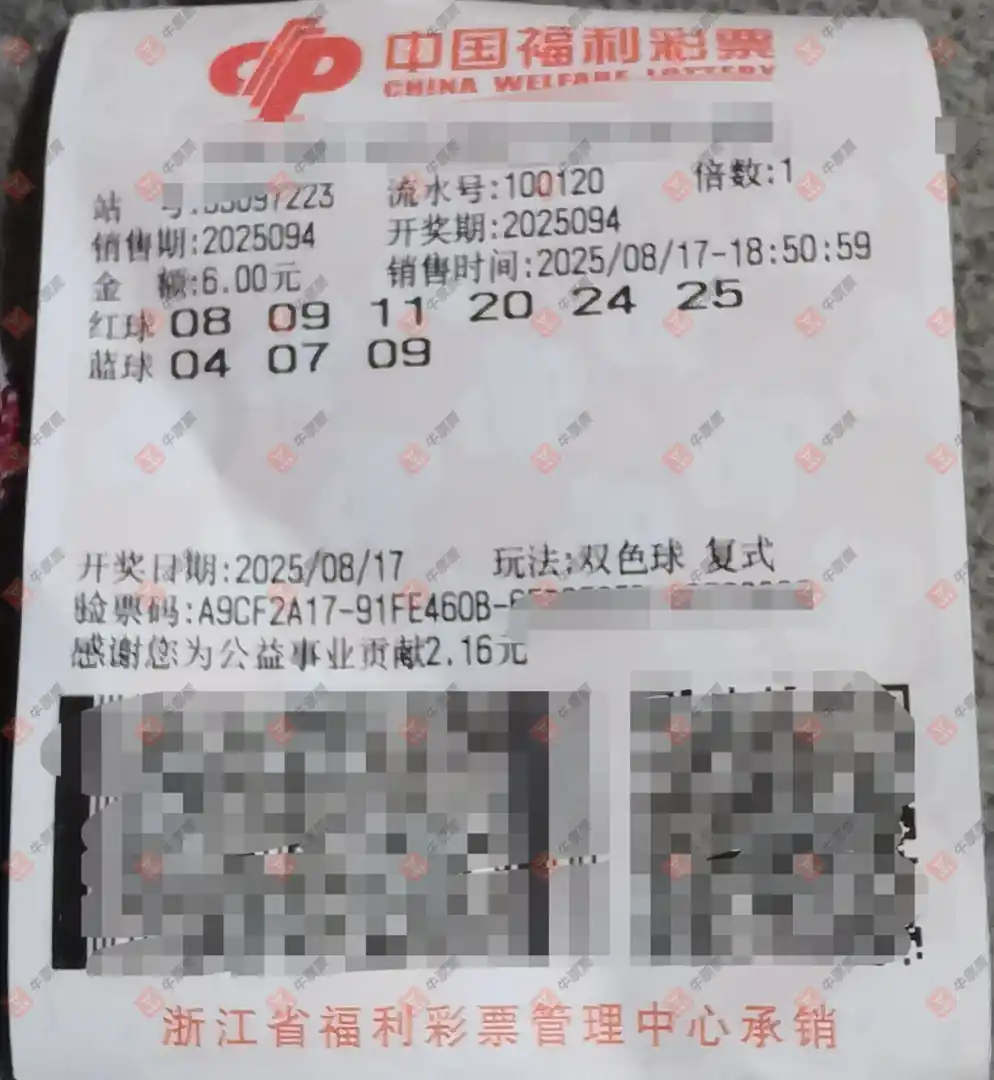 中国福利彩票
CHINA WELFARE LOTTERY
站 号:55097223 流水号:100120 倍数:1
销售期:2025094 开奖期:2025094
金 额:6.00元 销售时间:2025/08/17-18:50:59
红球 08 09 11 20 24 25
蓝球 04 07 09
开奖日期:2025/08/17 玩法:双色球 复式
验票码:A9CF2A17-91FE460B-
感谢您为公益事业贡献2.16元
浙江省福利彩票管理中心承销